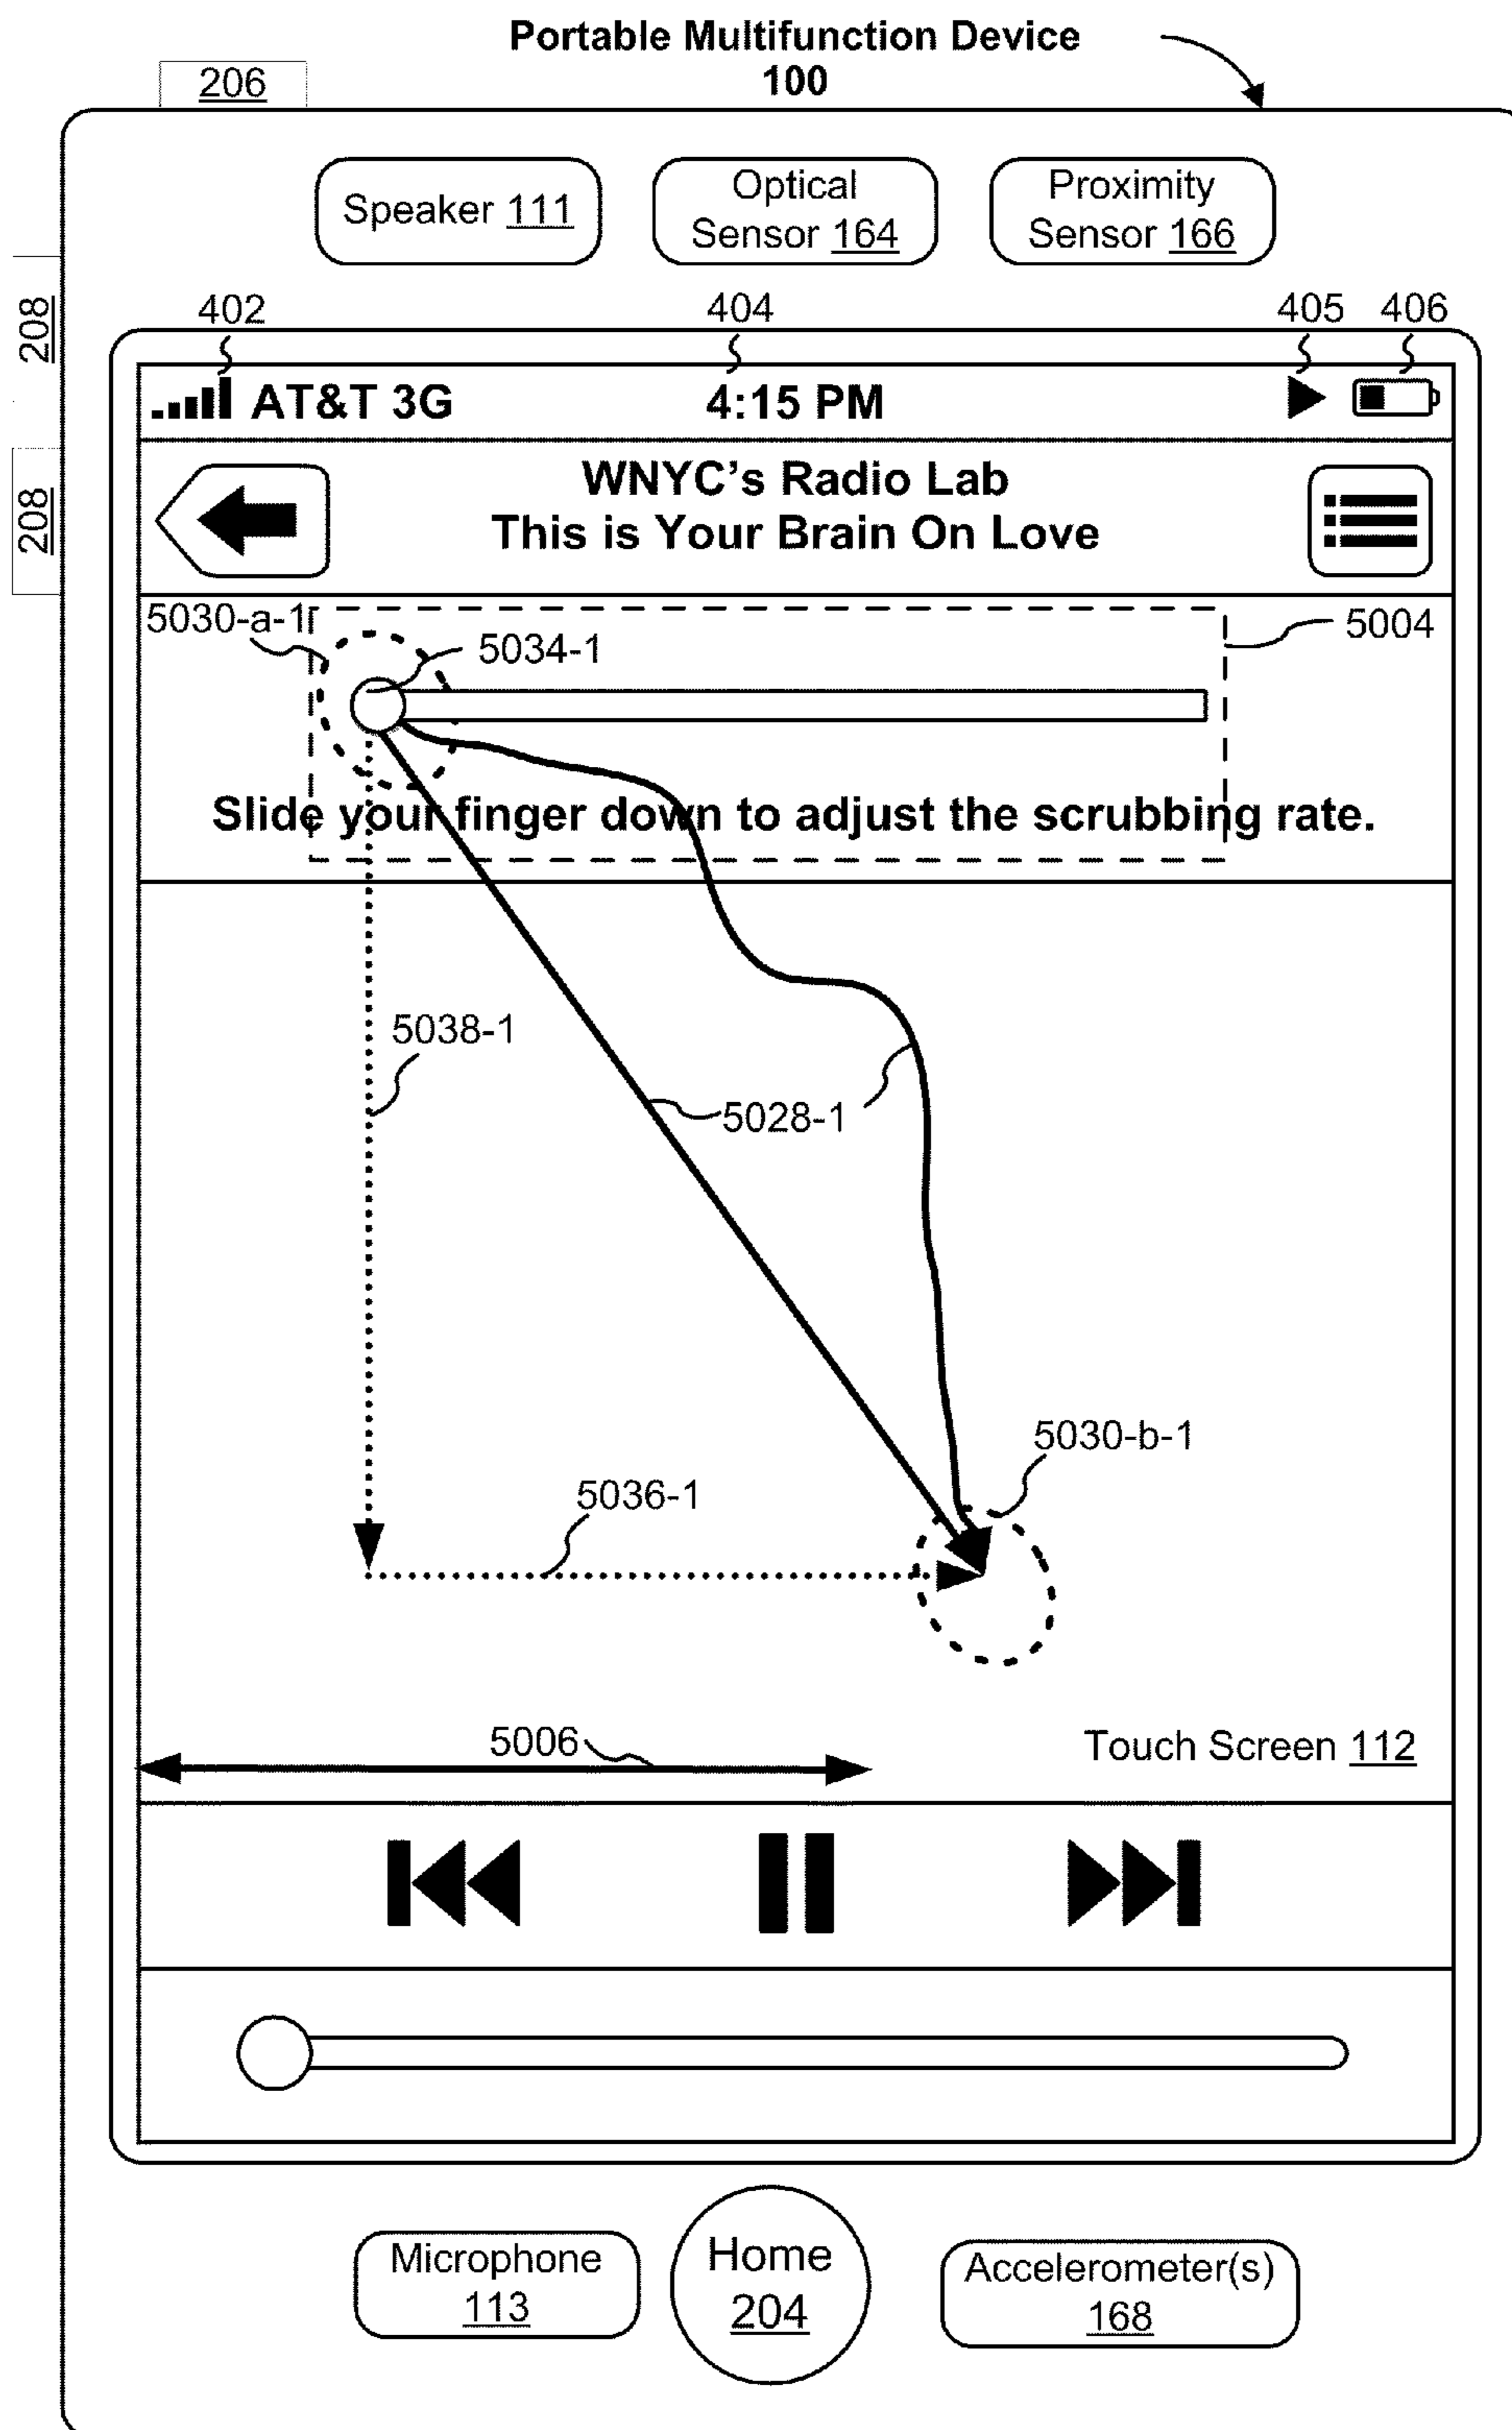 Portable Multifunction Device
100
206
Speaker 111
Optical
Sensor 164
Proximity
Sensor 166
208
208
402
404
405
406
AT&T 3G
4:15 PM
WNYC's Radio Lab
This is Your Brain On Love
5030-a-1
5034-1
5004
Slide your finger down to adjust the scrubbing rate.
5038-1
5028-1
5030-b-1
5036-1
5006
Touch Screen 112
Microphone
113
Home
204
Accelerometer(s)
168